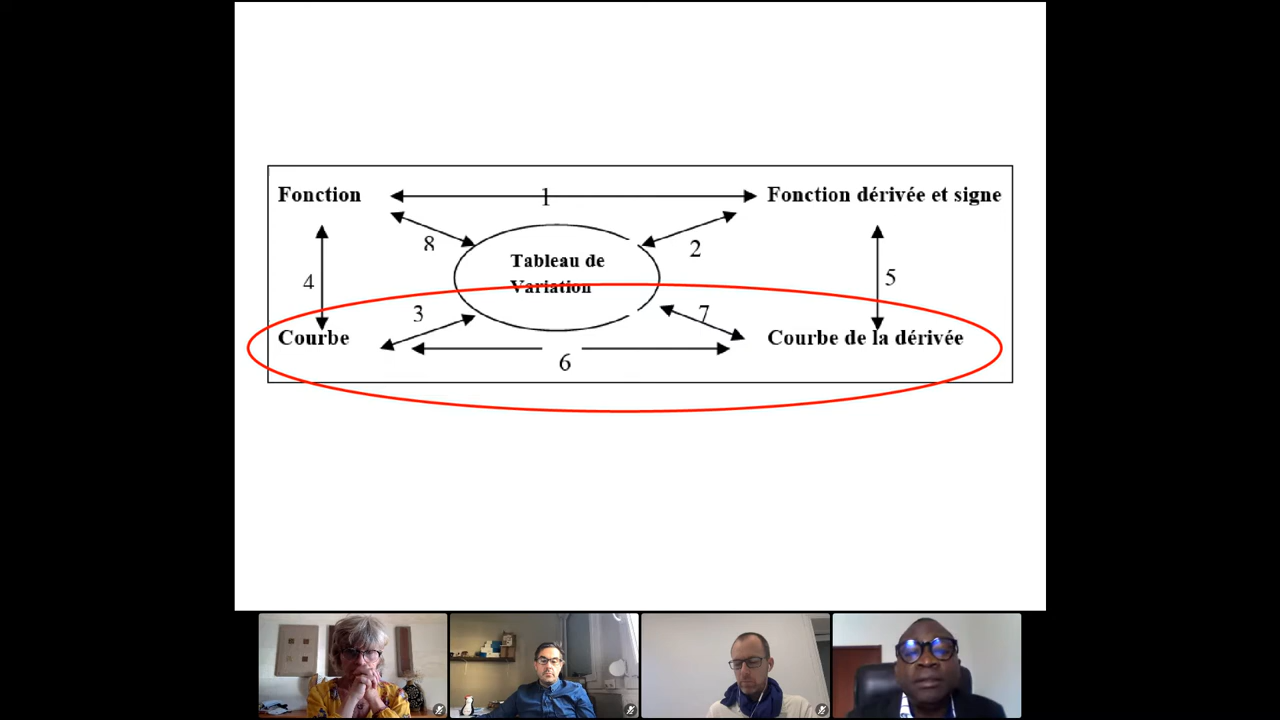 Fonction
1
Fonction dérivée et signe
8
2
Tableau de
Variation
4
5
3
7
Courbe
Courbe de la dérivée
6